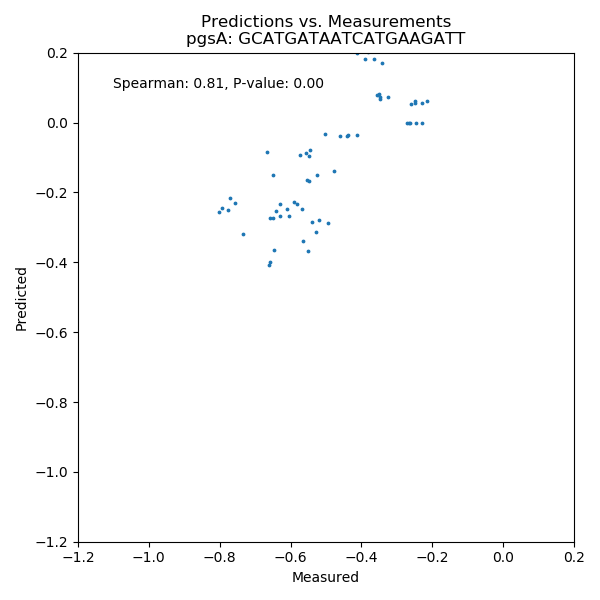 Predictions vs. Measurements
pgsA: GCATGATAATCATGAAGATT
Spearman: 0.81, P-value: 0.00
0.2
0.0
−0.2
−0.4
−0.6
−0.8
−1.0
−1.2
Predicted
−1.2 −1.0 −0.8 −0.6 −0.4 −0.2 0.0 0.2
Measured